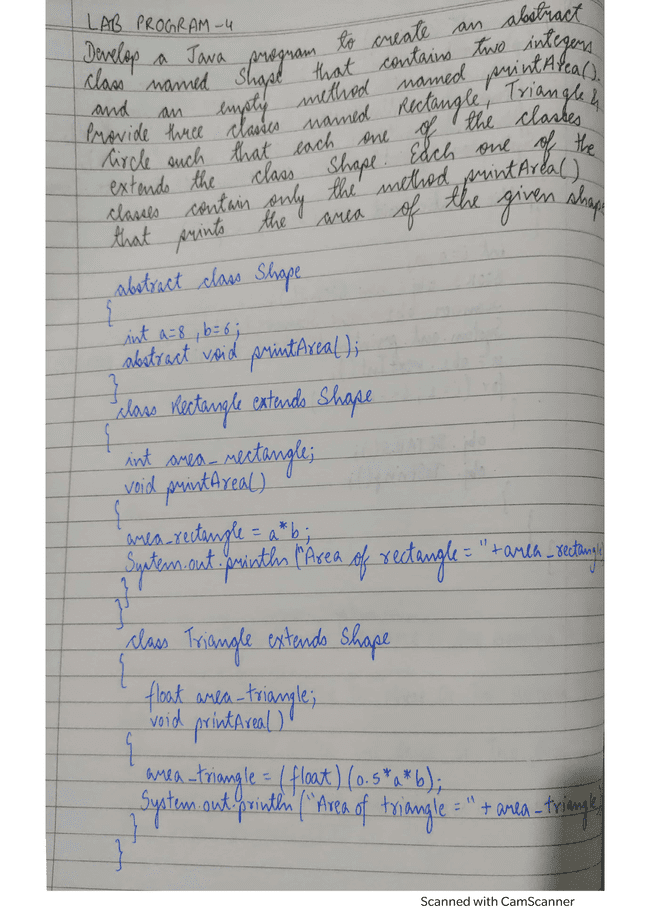 LAB PROGRAM-4
Develop a Java program to create an abstract
class named Shape that contains two integers
and an empty method named printArea().
Provide three classes named Rectangle, Triangle &
Circle such that each one of the classes
extends the class Shape. Each one of the
classes contain only the method printArea()
that prints the area of the given shape
abstract class Shape
{
int a=8, b=6;
abstract void printArea();
}
class Rectangle extends Shape
{
int area_rectangle;
void printArea()
{
area_rectangle = a*b;
System.out.println("Area of rectangle = "+area_rectangle
}
}
class Triangle extends Shape
{
float area_triangle;
void printArea()
{
area_triangle = (float)(0.5*a*b);
System.out.println("Area of triangle = "+ area_triangle)
}
}
Scanned with CamScanner